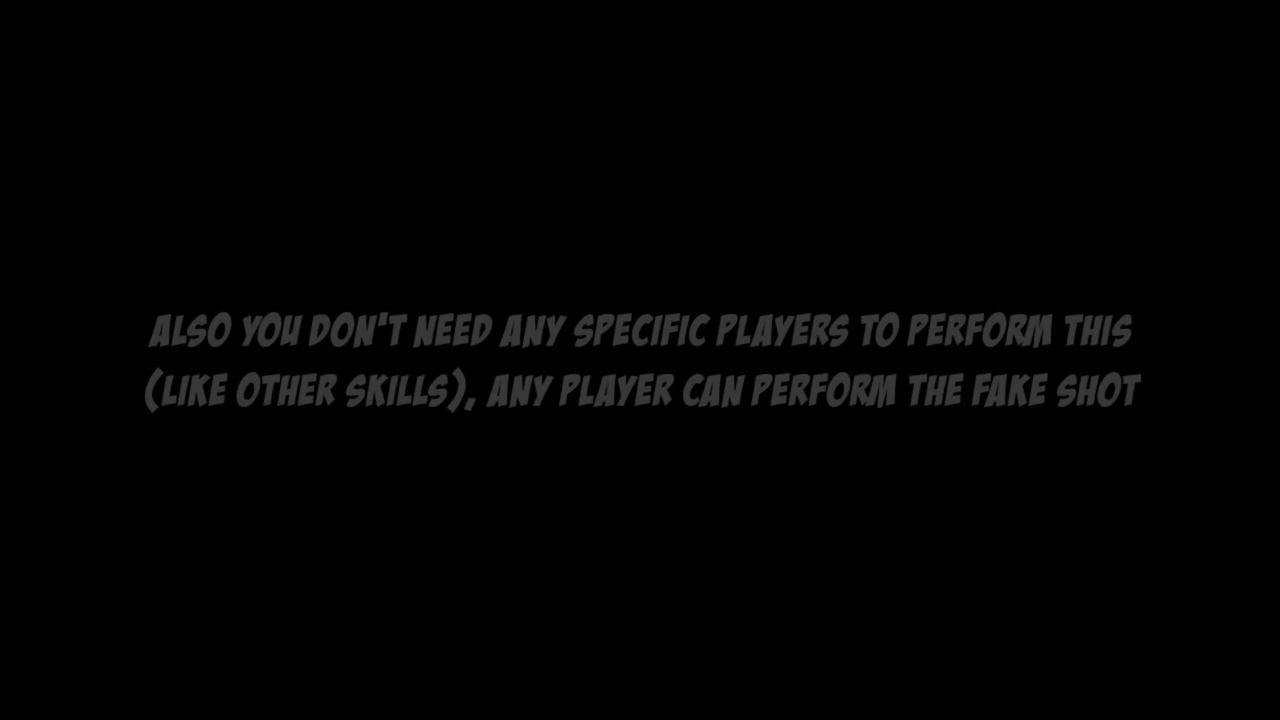 ALSO YOU DON'T NEED ANY SPECIFIC PLAYERS TO PERFORM THIS
(LIKE OTHER SKILLS), ANY PLAYER CAN PERFORM THE FAKE SHOT